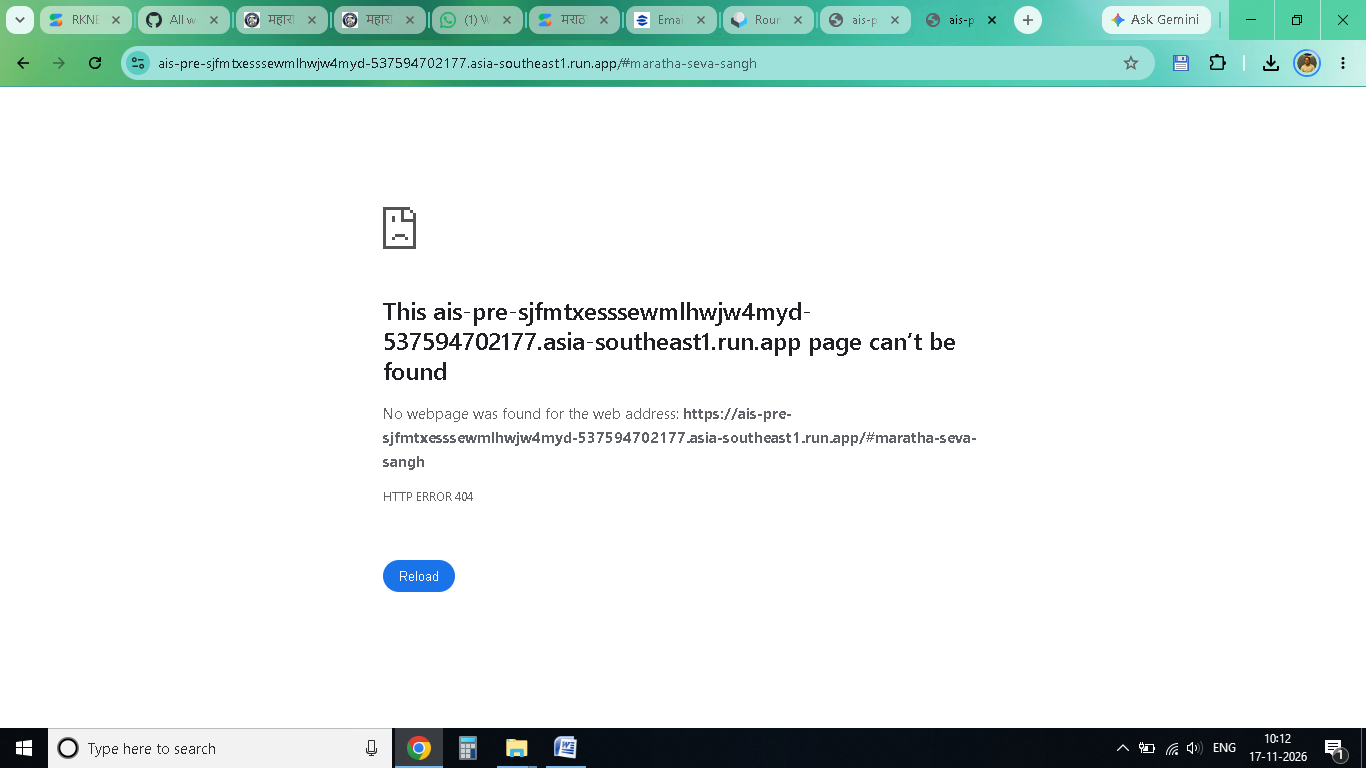 RKNE
All w
महारा
महारा
(1) W
मराठ
Emai
Roun
ais-p
ais-p
Ask Gemini
ais-pre-sjfmtxesssewmlhwjw4myd-537594702177.asia-southeast1.run.app/#maratha-seva-sangh
This ais-pre-sjfmtxesssewmlhwjw4myd-
537594702177.asia-southeast1.run.app page can’t be
found
No webpage was found for the web address: https://ais-pre-
sjfmtxesssewmlhwjw4myd-537594702177.asia-southeast1.run.app/#maratha-seva-
sangh
HTTP ERROR 404
Reload
Type here to search
ENG
10:12
17-11-2026
1